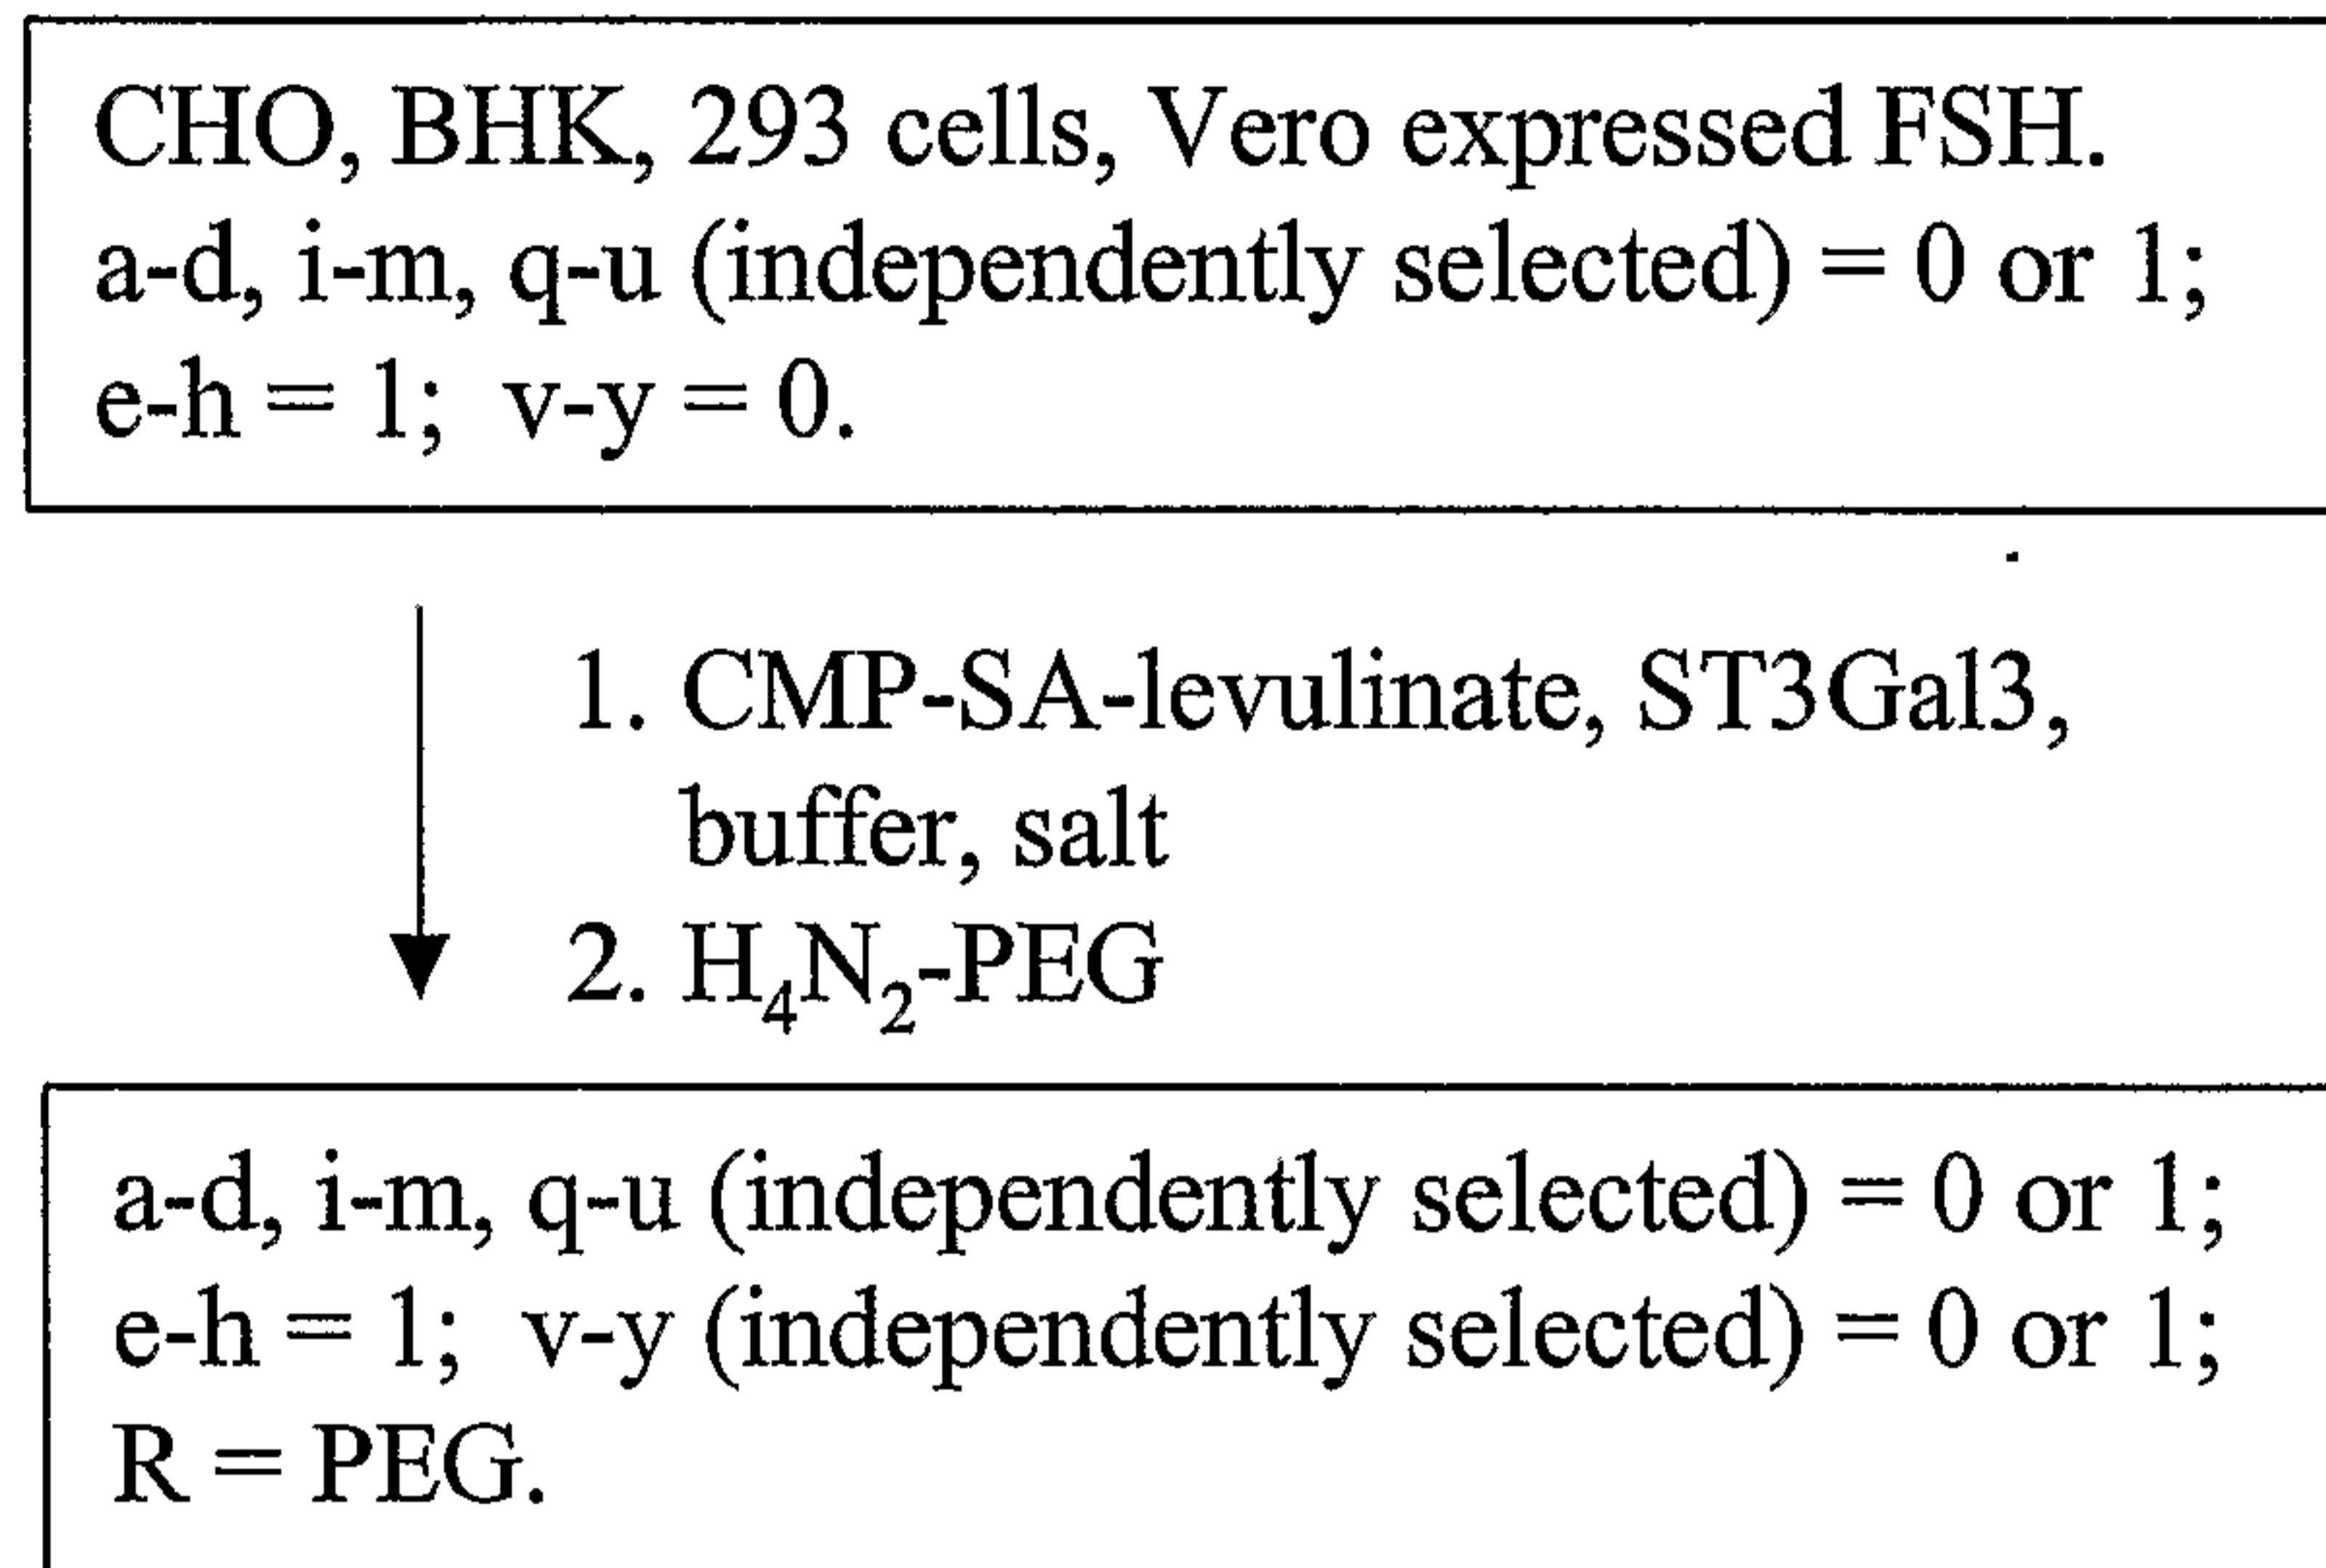 CHO, BHK, 293 cells, Vero expressed FSH.
a-d, i-m, q-u (independently selected) = 0 or 1;
e-h = 1; v-y = 0.
1. CMP-SA-levulinate, ST3Gal3,
buffer, salt
2. H₄N₂-PEG
a-d, i-m, q-u (independently selected) = 0 or 1;
e-h = 1; v-y (independently selected) = 0 or 1;
R = PEG.